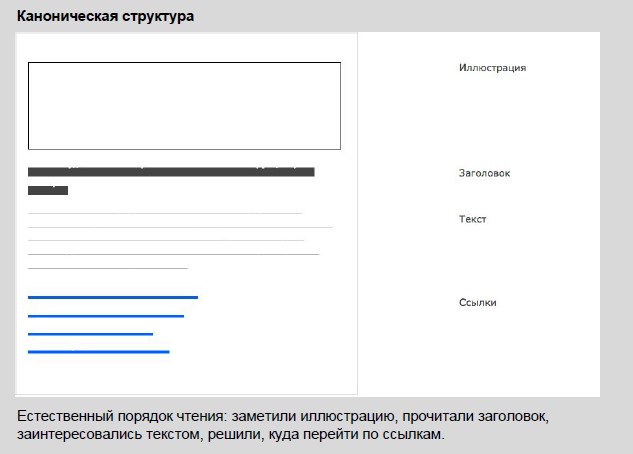 Каноническая структура
Иллюстрация
Заголовок
Текст
Ссылки
Естественный порядок чтения: заметили иллюстрацию, прочитали заголовок,
заинтересовались текстом, решили, куда перейти по ссылкам.